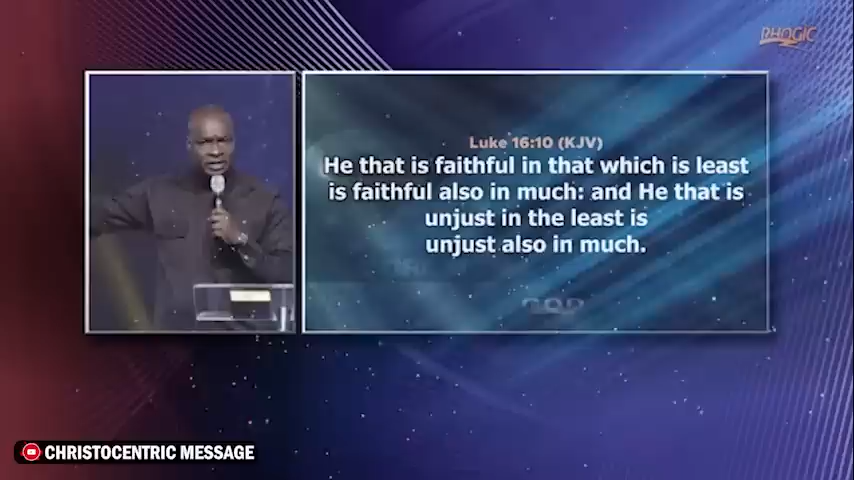 RHOGIC
Luke 16:10 (KJV)
He that is faithful in that which is least
is faithful also in much: and He that is
unjust in the least is
unjust also in much.
GOD
CHRISTOCENTRIC MESSAGE